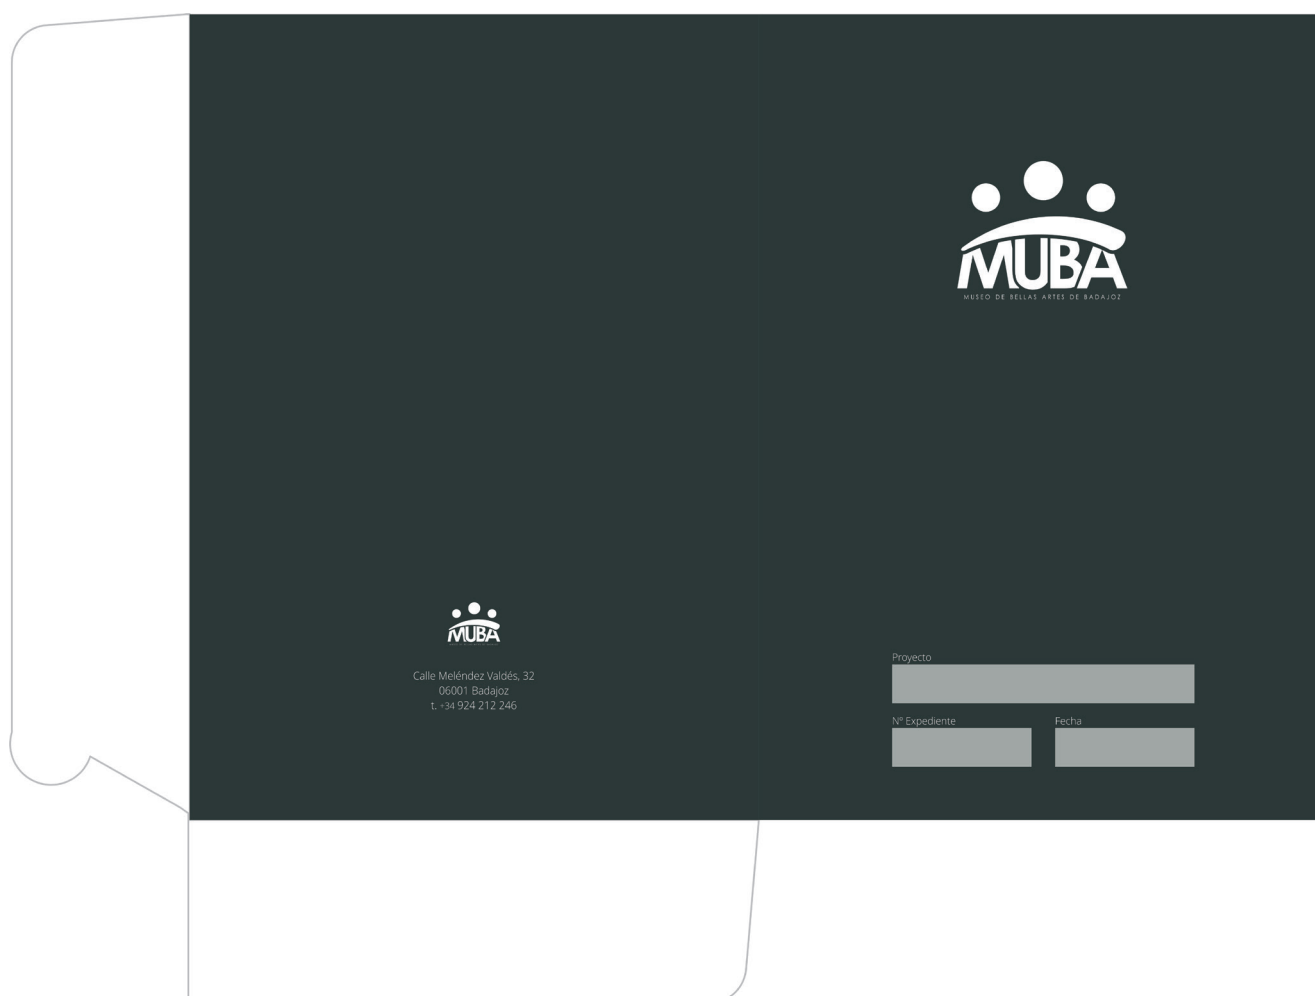 MUBA
MUSEO DE BELLAS ARTES DE BADAJOZ
MUBA
Calle Meléndez Valdés, 32
06001 Badajoz
t. +34 924 212 246
Proyecto
Nº Expediente
Fecha